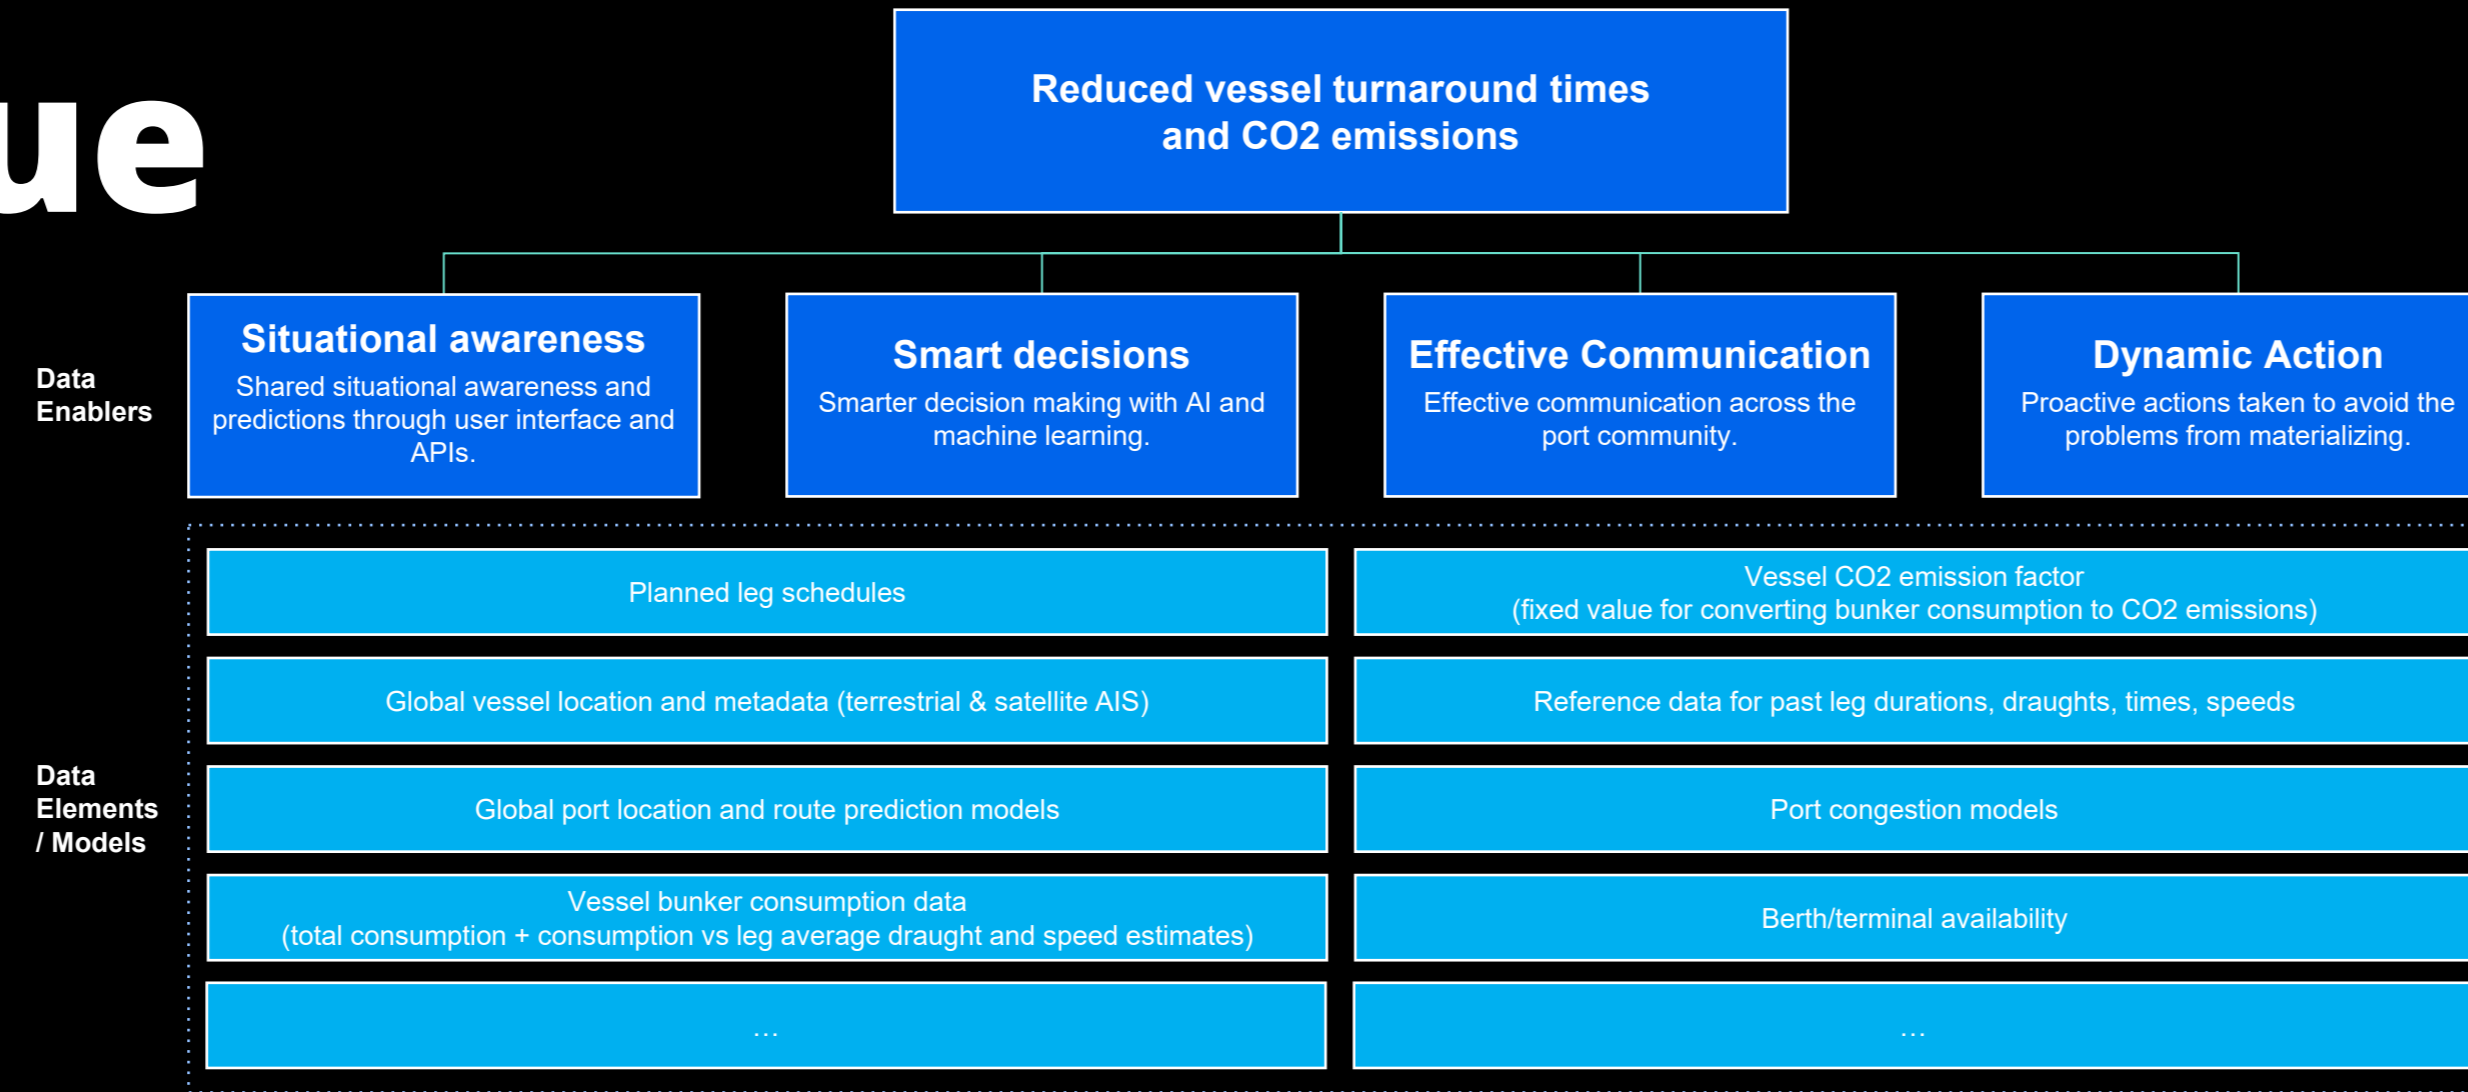 ue
Reduced vessel turnaround times
and CO2 emissions
Data
Enablers
Situational awareness
Shared situational awareness and
predictions through user interface and
APIs.
Smart decisions
Smarter decision making with AI and
machine learning.
Effective Communication
Effective communication across the
port community.
Dynamic Action
Proactive actions taken to avoid the
problems from materializing.
Data
Elements
/ Models
Planned leg schedules
Vessel CO2 emission factor
(fixed value for converting bunker consumption to CO2 emissions)
Global vessel location and metadata (terrestrial & satellite AIS)
Reference data for past leg durations, draughts, times, speeds
Global port location and route prediction models
Port congestion models
Vessel bunker consumption data
(total consumption + consumption vs leg average draught and speed estimates)
Berth/terminal availability
…
…